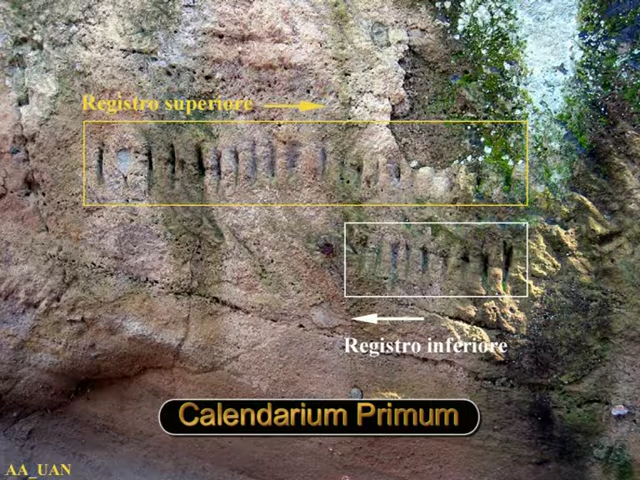 Registro superiore
Registro inferiore
Calendarium Primum
AA_UAN